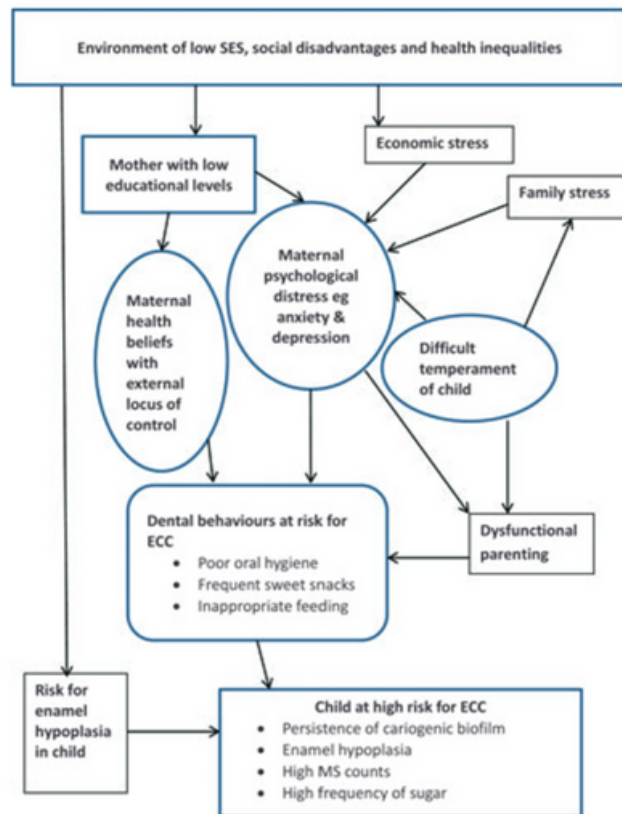 Environment of low SES, social disadvantages and health inequalities
Economic stress
Mother with low
educational levels
Family stress
Maternal
psychological
distress eg
anxiety &
depression
Maternal
health
beliefs
with
external
locus of
control
Difficult
temperament
of child
Dental behaviours at risk for
ECC
• Poor oral hygiene
• Frequent sweet snacks
• Inappropriate feeding
Dysfunctional
parenting
Risk for
enamel
hypoplasia
in child
Child at high risk for ECC
• Persistence of cariogenic biofilm
• Enamel hypoplasia
• High MS counts
• High frequency of sugar